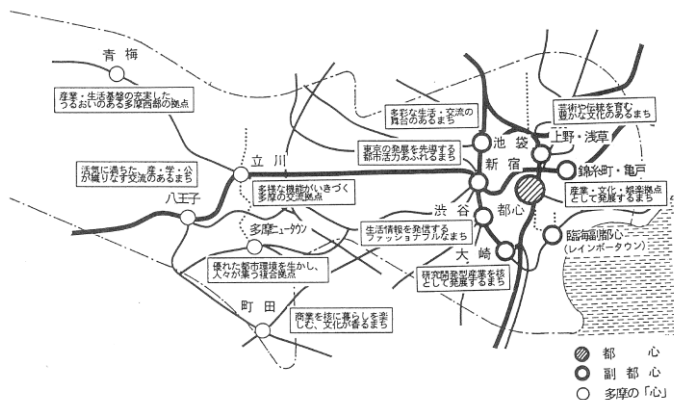 青梅
産業・生活基盤の充実した、
うるおいのある多摩西部の拠点
多彩な生活・交流の
舞台のあるまち
芸術や伝統を育む
豊かな文化のあるまち
池袋
上野・浅草
東京の発展を先導する
都市活力あふれるまち
新宿
錦糸町・亀戸
立川
活気に満ちた、産・学・公
が織りなす交流のあるまち
多様な機能がいきづく
多摩の交流拠点
産業・文化・娯楽拠点
として発展するまち
八王子
渋谷
都心
多摩ニュータウン
生活情報を発信する
ファッショナブルなまち
臨海副都心
(レインボータウン)
大崎
優れた都市環境を生かし、
人々が集う複合拠点
研究開発型産業を核
として発展するまち
町田
商業を核に暮らしを楽
しむ、文化が香るまち
都心
副都心
多摩の「心」